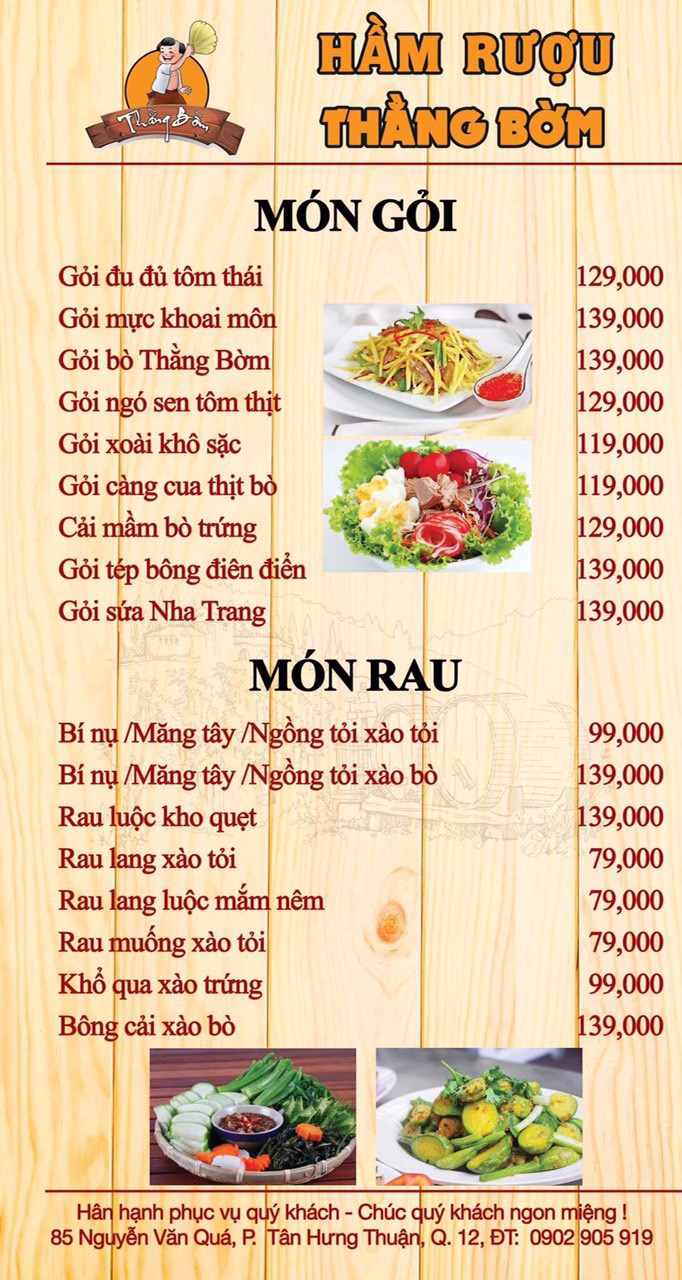 Thằng Bờm
HẦM RƯỢU
THẰNG BỜM
MÓN GỎI
Gỏi đu đủ tôm thái 129,000
Gỏi mực khoai môn 139,000
Gỏi bò Thằng Bờm 139,000
Gỏi ngó sen tôm thịt 129,000
Gỏi xoài khô sặc 119,000
Gỏi càng cua thịt bò 119,000
Cải mầm bò trứng 129,000
Gỏi tép bông điên điển 139,000
Gỏi sứa Nha Trang 139,000
MÓN RAU
Bí nụ /Măng tây /Ngồng tỏi xào tỏi 99,000
Bí nụ /Măng tây /Ngồng tỏi xào bò 139,000
Rau luộc kho quẹt 139,000
Rau lang xào tỏi 79,000
Rau lang luộc mắm nêm 79,000
Rau muống xào tỏi 79,000
Khổ qua xào trứng 99,000
Bông cải xào bò 139,000
Hân hạnh phục vụ quý khách - Chúc quý khách ngon miệng !
85 Nguyễn Văn Quá, P. Tân Hưng Thuận, Q. 12, ĐT: 0902 905 919